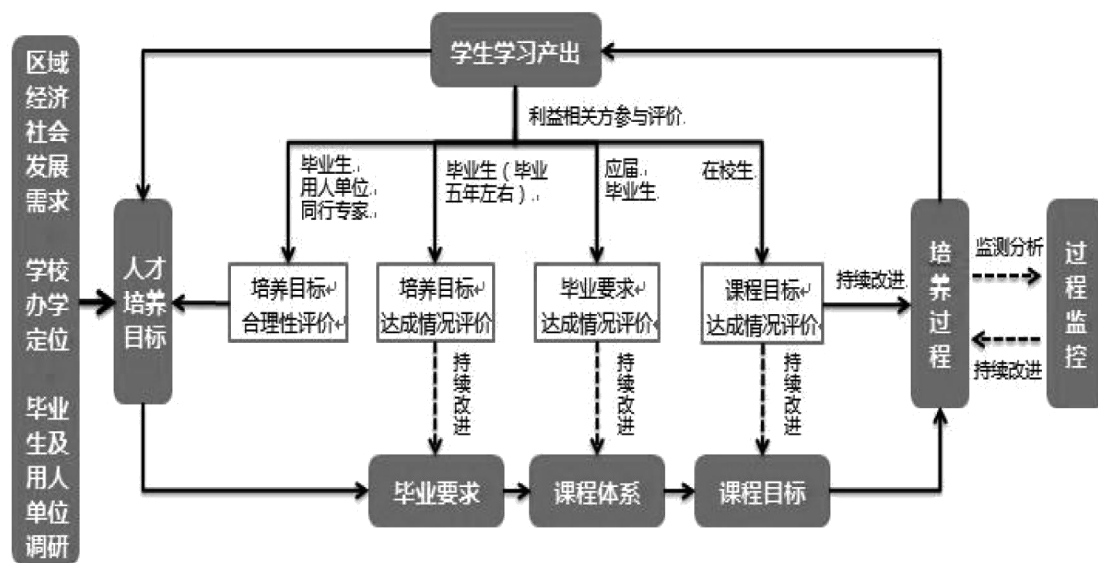 学生学习产出
区域
经济
社会
发展
需求
学校
办学
定位
毕业
生及
用人
单位
调研
利益相关方参与评价.
毕业生.
用人单位.
同行专家.
毕业生（毕业
五年左右）.
应届.
毕业生.
在校生.
人才
培养
目标
培养目标
合理性评价
培养目标
达成情况评价
毕业要求
达成情况评价
课程目标
达成情况评价
持续改进.
培
养
过
程
监测分析
持续改进
过
程
监
控
持
续
改
进
持
续
改
进
持
续
改
进
毕业要求
课程体系
课程目标